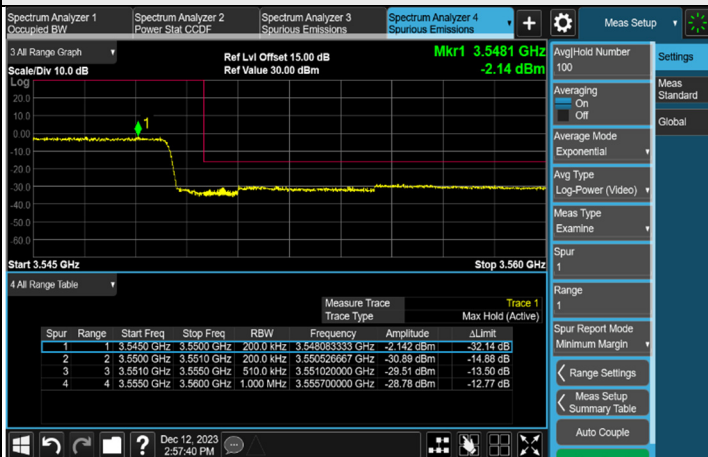 Spectrum Analyzer 1
Occupied BW
Spectrum Analyzer 2
Power Stat CCDF
Spectrum Analyzer 3
Spurious Emissions
Spectrum Analyzer 4
Spurious Emissions
Meas Setup
3 All Range Graph
Scale/Div 10.0 dB
Ref Lvl Offset 15.00 dB
Ref Value 30.00 dBm
Mkr1 3.5481 GHz
-2.14 dBm
Log
20.0
10.0
0.00
-10.0
-20.0
-30.0
-40.0
-50.0
-60.0
1
Start 3.545 GHz
Stop 3.560 GHz
4 All Range Table
Measure Trace Trace 1
Trace Type Max Hold (Active)
Spur Range Start Freq Stop Freq RBW Frequency Amplitude ΔLimit
1 1 3.5450 GHz 3.5500 GHz 200.0 kHz 3.548083333 GHz -2.142 dBm -32.14 dB
2 2 3.5500 GHz 3.5510 GHz 200.0 kHz 3.550526667 GHz -30.89 dBm -14.88 dB
3 3 3.5510 GHz 3.5550 GHz 510.0 kHz 3.551020000 GHz -29.51 dBm -13.50 dB
4 4 3.5550 GHz 3.5600 GHz 1.000 MHz 3.555700000 GHz -28.78 dBm -12.77 dB
Dec 12, 2023
2:57:40 PM
Avg|Hold Number
100
Averaging
On
Off
Average Mode
Exponential
Avg Type
Log-Power (Video)
Meas Type
Examine
Spur
1
Range
1
Spur Report Mode
Minimum Margin
Range Settings
Meas Setup
Summary Table
Auto Couple
Settings
Meas
Standard
Global